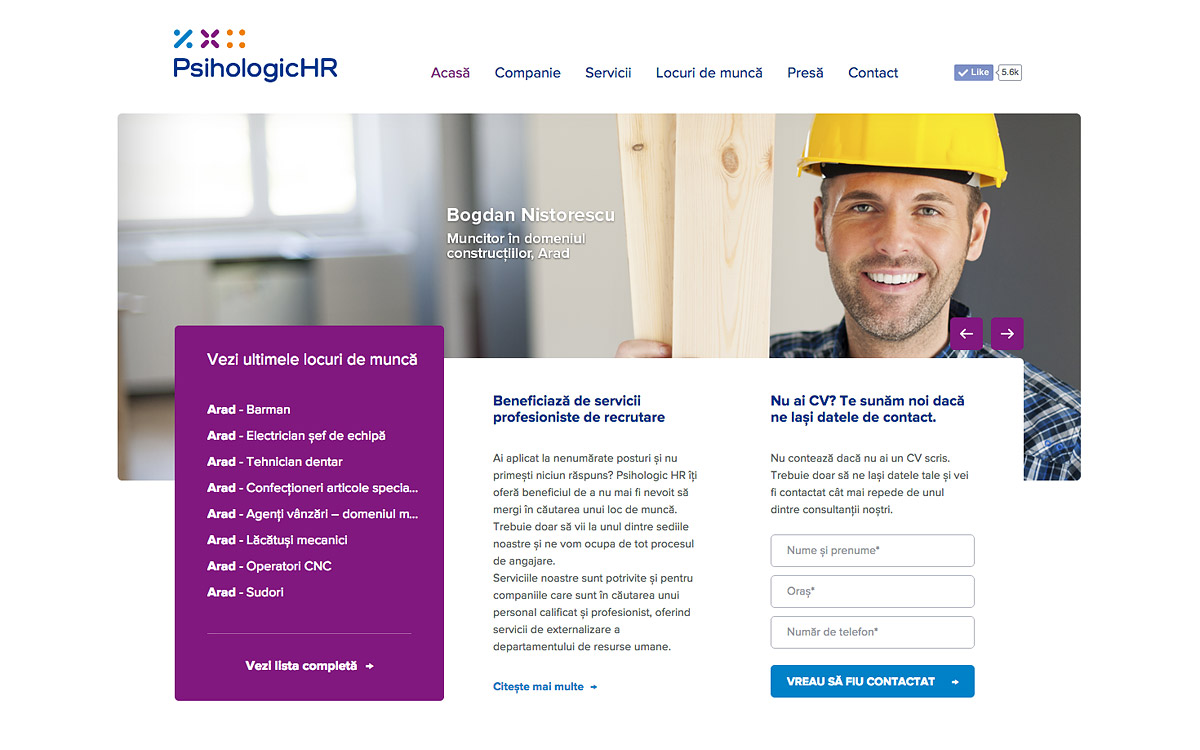 PsihologicHR
Acasă Companie Servicii Locuri de muncă Presă Contact
Like 5.6k
Bogdan Nistorescu
Muncitor în domeniul
construcțiilor, Arad
Vezi ultimele locuri de muncă
Arad - Barman
Arad - Electrician șef de echipă
Arad - Tehnician dentar
Arad - Confecționeri articole specia...
Arad - Agenți vânzări – domeniul m...
Arad - Lăcătuși mecanici
Arad - Operatori CNC
Arad - Sudori
Vezi lista completă →
Beneficiază de servicii
profesioniste de recrutare
Ai aplicat la nenumărate posturi și nu
primești niciun răspuns? Psihologic HR îți
oferă beneficiul de a nu mai fi nevoit să
mergi în căutarea unui loc de muncă.
Trebuie doar să vii la unul dintre sediile
noastre și ne vom ocupa de tot procesul
de angajare.
Serviciile noastre sunt potrivite și pentru
companiile care sunt în căutarea unui
personal calificat și profesionist, oferind
servicii de externalizare a
departamentului de resurse umane.
Citește mai multe →
Nu ai CV? Te sunăm noi dacă
ne lași datele de contact.
Nu contează dacă nu ai un CV scris.
Trebuie doar să ne lași datele tale și vei
fi contactat cât mai repede de unul
dintre consultanții noștri.
Nume și prenume*
Oraș*
Număr de telefon*
VREAU SĂ FIU CONTACTAT →